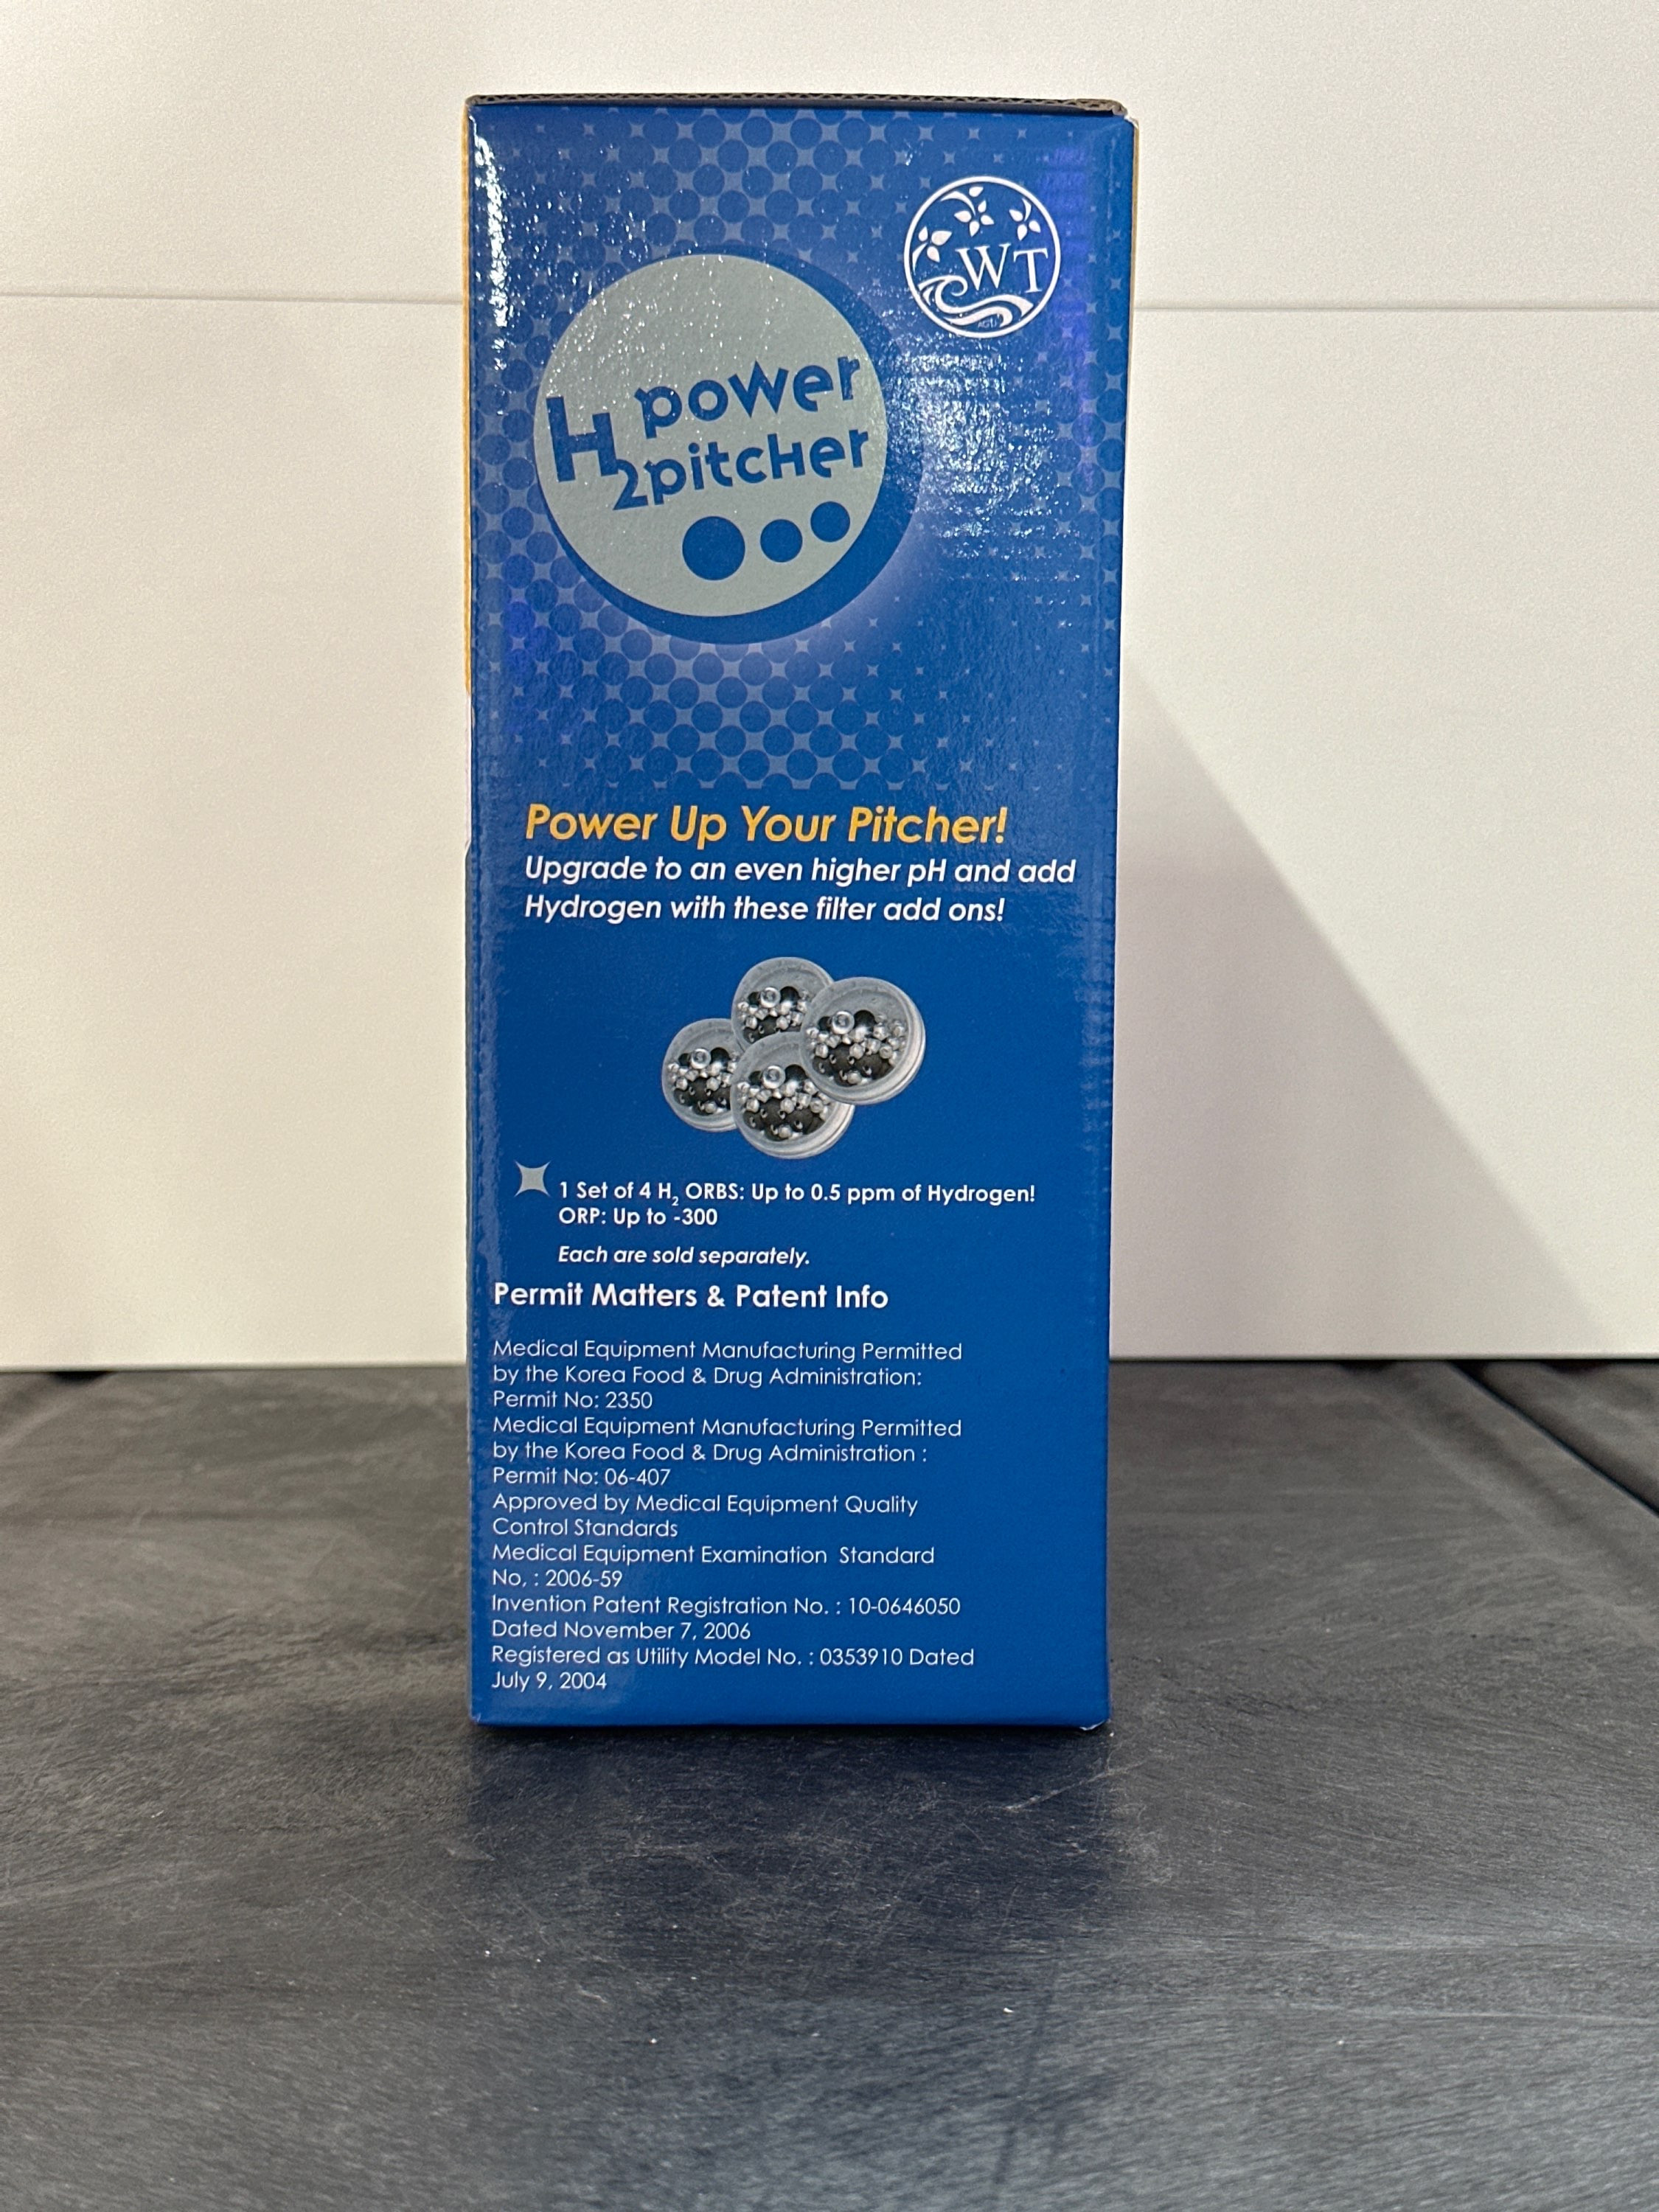 WT
H2 power
pitcher
Power Up Your Pitcher!
Upgrade to an even higher pH and add
Hydrogen with these filter add ons!
1 Set of 4 H₂ ORBS: Up to 0.5 ppm of Hydrogen!
ORP: Up to -300
Each are sold separately.
Permit Matters & Patent Info
Medical Equipment Manufacturing Permitted
by the Korea Food & Drug Administration:
Permit No: 2350
Medical Equipment Manufacturing Permitted
by the Korea Food & Drug Administration :
Permit No: 06-407
Approved by Medical Equipment Quality
Control Standards
Medical Equipment Examination Standard
No. : 2006-59
Invention Patent Registration No. : 10-0646050
Dated November 7, 2006
Registered as Utility Model No. : 0353910 Dated
July 9, 2004